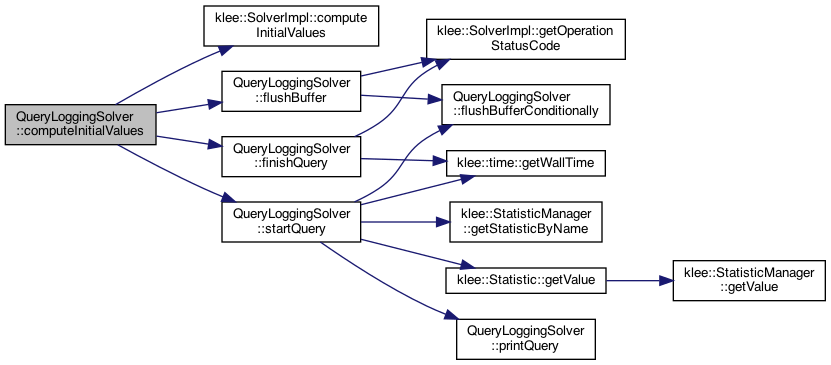 QueryLoggingSolver
::computeInitialValues
klee::SolverImpl::compute
InitialValues
QueryLoggingSolver
::flushBuffer
QueryLoggingSolver
::finishQuery
QueryLoggingSolver
::startQuery
klee::SolverImpl::getOperation
StatusCode
QueryLoggingSolver
::flushBufferConditionally
klee::time::getWallTime
klee::StatisticManager
::getStatisticByName
klee::Statistic::getValue
QueryLoggingSolver
::printQuery
klee::StatisticManager
::getValue